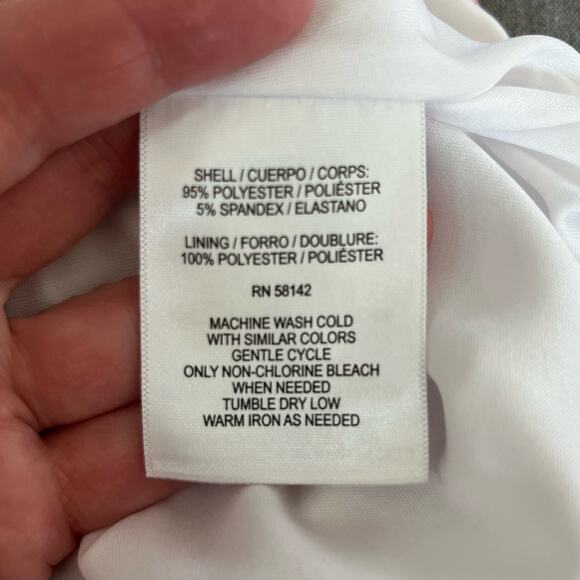 SHELL / CUERPO / CORPS:
95% POLYESTER / POLIÉSTER
5% SPANDEX / ELASTANO
LINING / FORRO / DOUBLURE:
100% POLYESTER / POLIÉSTER
RN 58142
MACHINE WASH COLD
WITH SIMILAR COLORS
GENTLE CYCLE
ONLY NON-CHLORINE BLEACH
WHEN NEEDED
TUMBLE DRY LOW
WARM IRON AS NEEDED